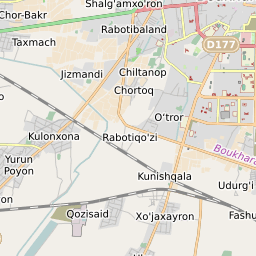 Shalg'amxo'ron
Chor-Bakr
Rabotibaland
Taxmach
D177
Jizmandi
Chiltanop
Chortoq
O'tror
Kulonxona
Rabotiqo'zi
Boukhara
Yurun
Poyon
Kunishqala
Udurg'i
Qozisaid
Xo'jaxayron
Fashu